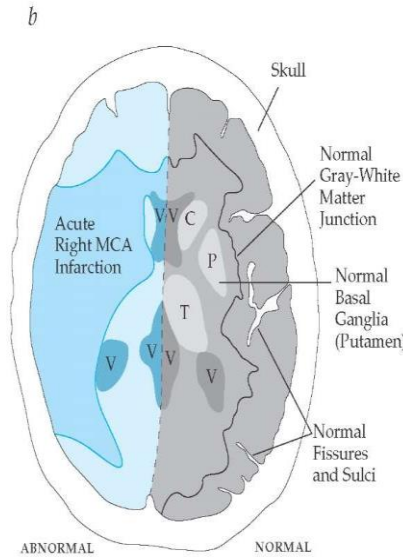 b
Skull
Normal
Gray-White
Matter
Junction
Acute
Right MCA
Infarction
V V C
P
Normal
Basal
Ganglia
(Putamen)
T
V V V V
Normal
Fissures
and Sulci
ABNORMAL NORMAL